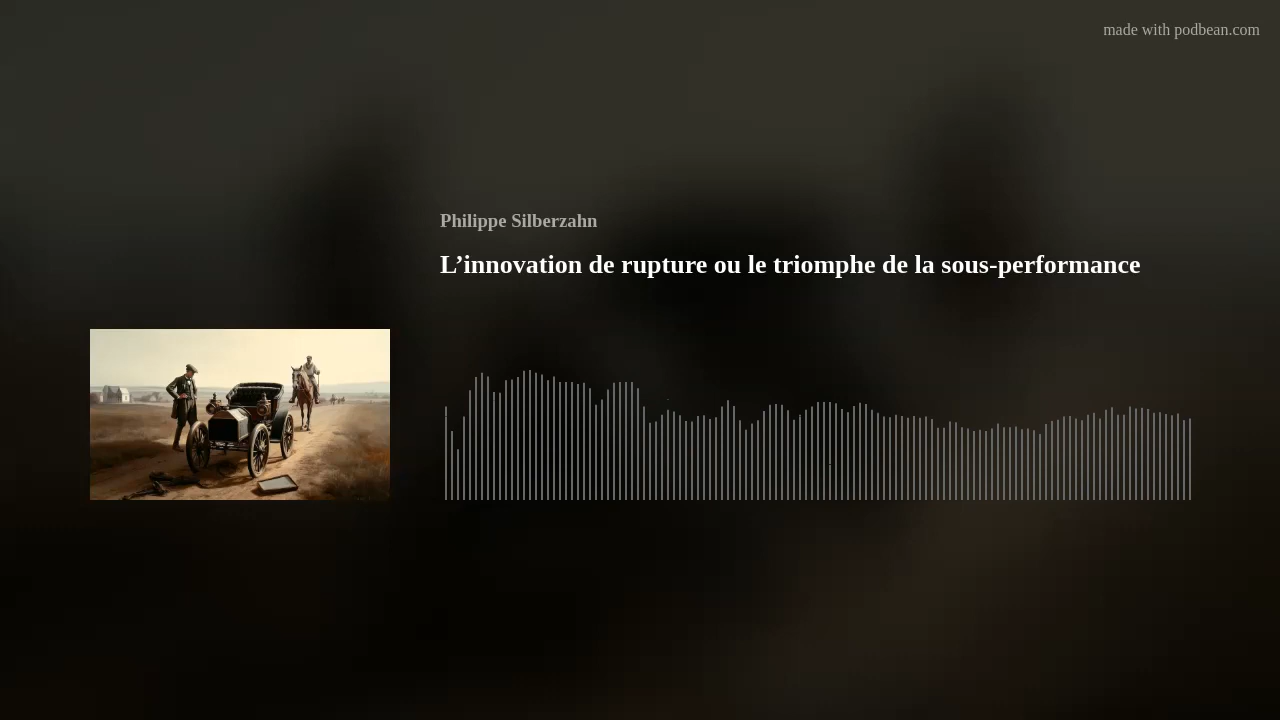 made with podbean.com
Philippe Silberzahn
L’innovation de rupture ou le triomphe de la sous-performance